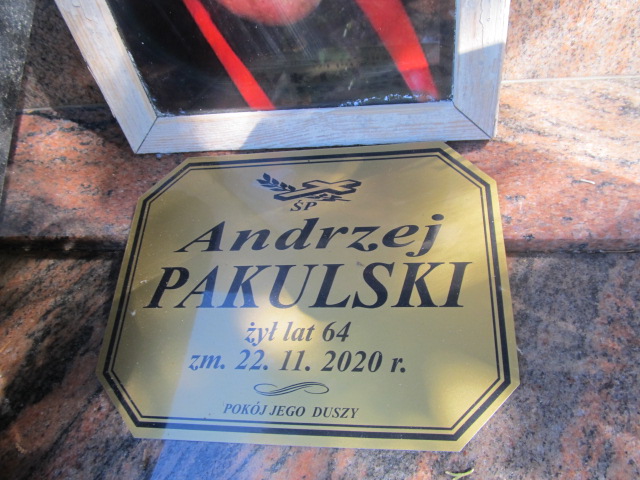 ŚP
Andrzej
PAKULSKI
żył lat 64
zm. 22. 11. 2020 r.
POKÓJ JEGO DUSZY